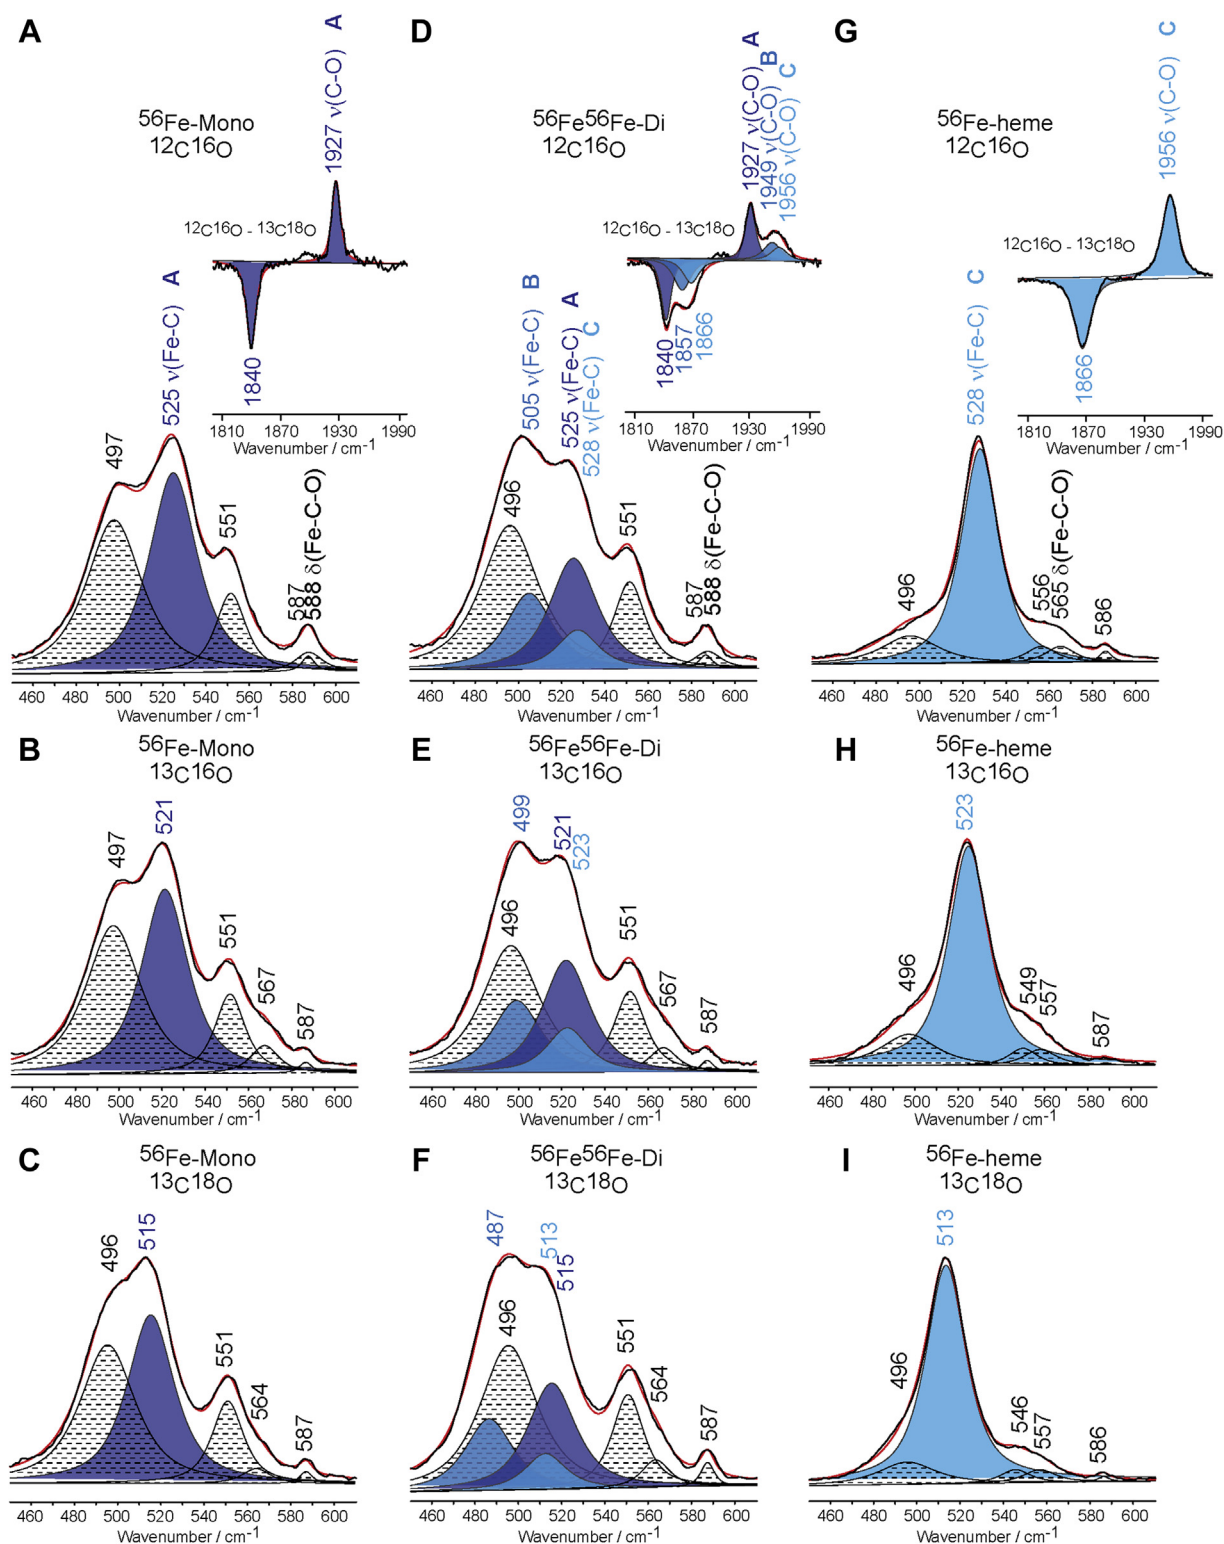 A
⁵⁶Fe-Mono
¹²C¹⁶O
1927 ν(C-O) A
¹²C¹⁶O - ¹³C¹⁸O
1840
1810 1870 1930 1990
Wavenumber / cm⁻¹
497
525 ν(Fe-C) A
551
587
588 δ(Fe-C-O)
460 480 500 520 540 560 580 600
Wavenumber / cm⁻¹
D
⁵⁶Fe⁵⁶Fe-Di
¹²C¹⁶O
1927 ν(C-O) A
1949 ν(C-O) B
1956 ν(C-O) C
¹²C¹⁶O - ¹³C¹⁸O
1840
1857
1866
1810 1870 1930 1990
Wavenumber / cm⁻¹
496
505 ν(Fe-C) B
525 ν(Fe-C) A
528 ν(Fe-C) C
551
587
588 δ(Fe-C-O)
460 480 500 520 540 560 580 600
Wavenumber / cm⁻¹
G
⁵⁶Fe-heme
¹²C¹⁶O
1956 ν(C-O) C
¹²C¹⁶O - ¹³C¹⁸O
1866
1810 1870 1930 1990
Wavenumber / cm⁻¹
496
528 ν(Fe-C) C
556
565 δ(Fe-C-O)
586
460 480 500 520 540 560 580 600
Wavenumber / cm⁻¹
B
⁵⁶Fe-Mono
¹³C¹⁶O
497
521
551
567
587
460 480 500 520 540 560 580 600
Wavenumber / cm⁻¹
E
⁵⁶Fe⁵⁶Fe-Di
¹³C¹⁶O
499
496
521
523
551
567
587
460 480 500 520 540 560 580 600
Wavenumber / cm⁻¹
H
⁵⁶Fe-heme
¹³C¹⁶O
496
523
549
557
587
460 480 500 520 540 560 580 600
Wavenumber / cm⁻¹
C
⁵⁶Fe-Mono
¹³C¹⁸O
496
515
551
564
587
460 480 500 520 540 560 580 600
Wavenumber / cm⁻¹
F
⁵⁶Fe⁵⁶Fe-Di
¹³C¹⁸O
487
496
513
515
551
564
587
460 480 500 520 540 560 580 600
Wavenumber / cm⁻¹
I
⁵⁶Fe-heme
¹³C¹⁸O
496
513
546
557
586
460 480 500 520 540 560 580 600
Wavenumber / cm⁻¹